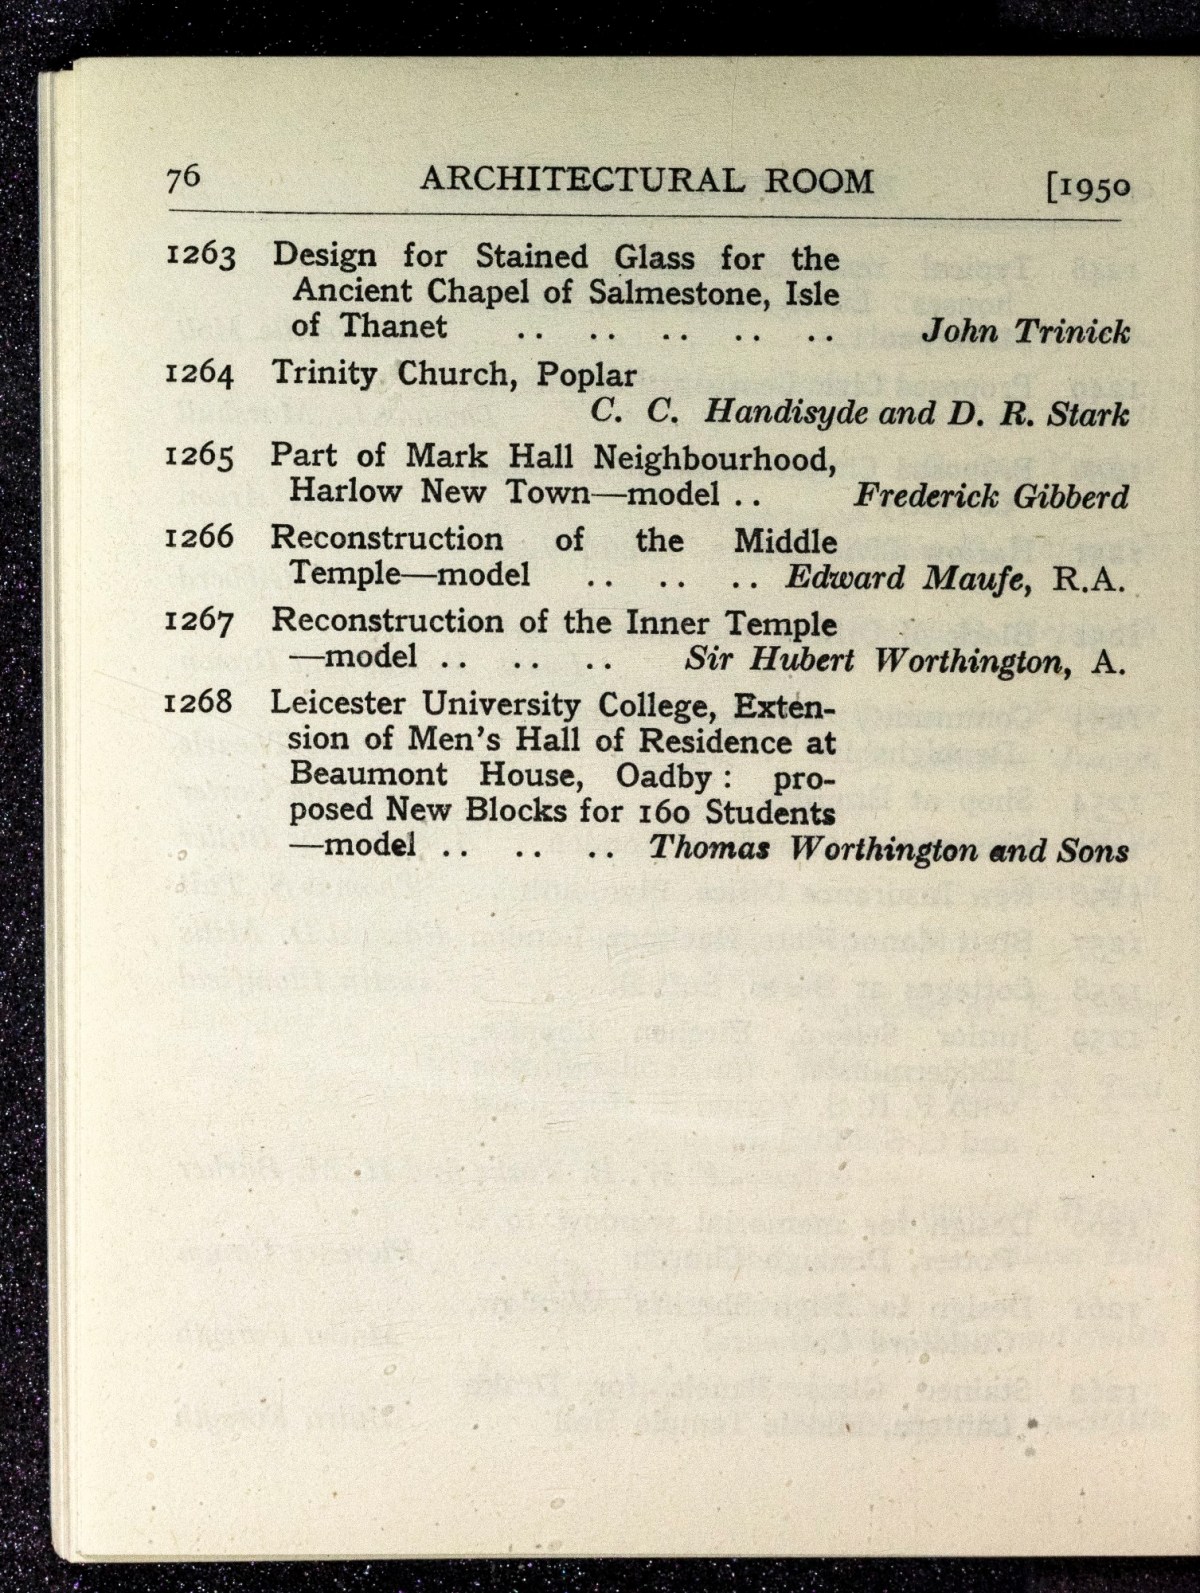 76 ARCHITECTURAL ROOM [1950
1263 Design for Stained Glass for the
Ancient Chapel of Salmestone, Isle
of Thanet .. .. .. .. .. John Trinick
1264 Trinity Church, Poplar
C. C. Handisyde and D. R. Stark
1265 Part of Mark Hall Neighbourhood,
Harlow New Town—model .. Frederick Gibberd
1266 Reconstruction of the Middle
Temple—model .. .. .. Edward Maufe, R.A.
1267 Reconstruction of the Inner Temple
—model .. .. .. Sir Hubert Worthington, A.
1268 Leicester University College, Exten-
sion of Men's Hall of Residence at
Beaumont House, Oadby : pro-
posed New Blocks for 160 Students
—model .. .. .. Thomas Worthington and Sons